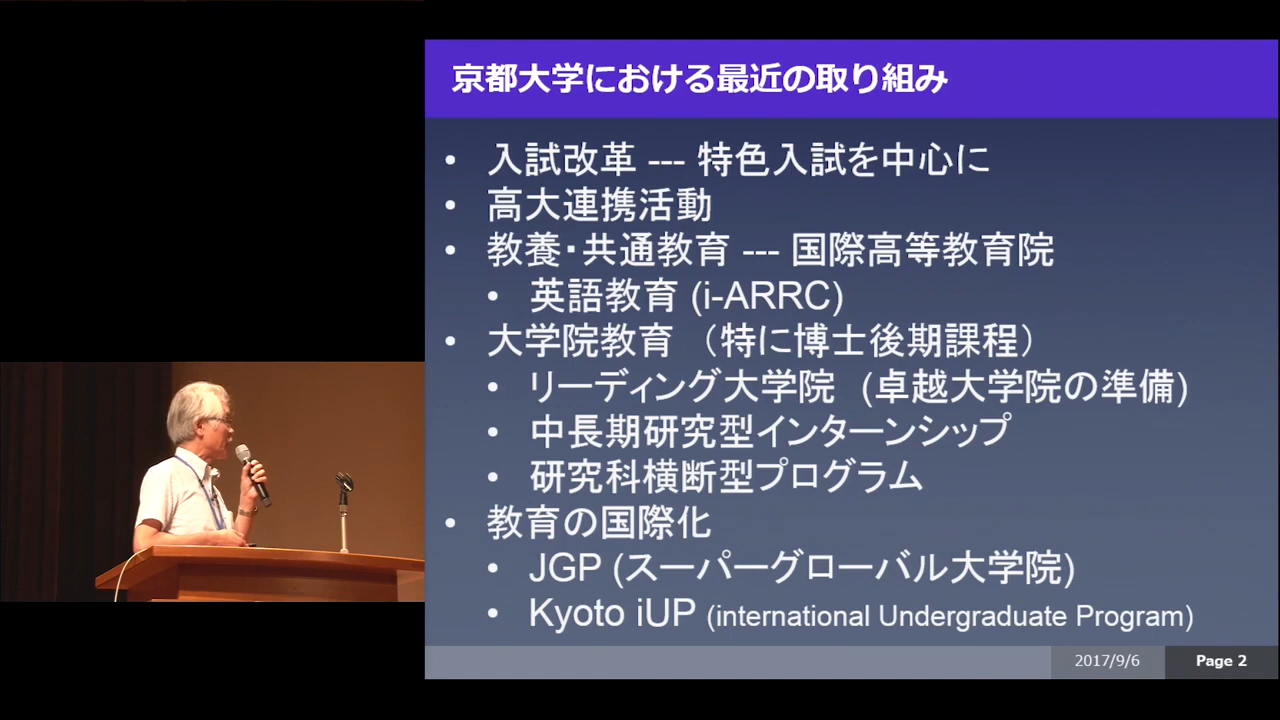 京都大学における最近の取り組み
• 入試改革 --- 特色入試を中心に
• 高大連携活動
• 教養・共通教育 --- 国際高等教育院
• 英語教育 (i-ARRC)
• 大学院教育 （特に博士後期課程）
• リーディング大学院 (卓越大学院の準備)
• 中長期研究型インターンシップ
• 研究科横断型プログラム
• 教育の国際化
• JGP (スーパーグローバル大学院)
• Kyoto iUP (international Undergraduate Program)
2017/9/6 Page 2